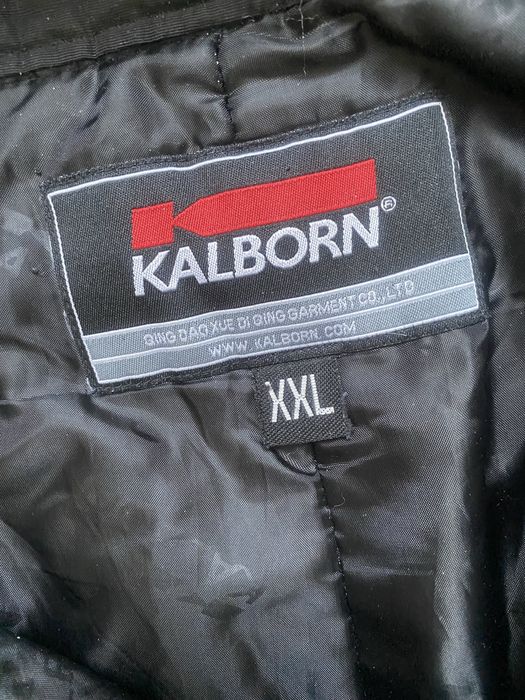 KALBORN®
QING DAO XUE DI QING GARMENT CO., LTD
WWW. KALBORN .COM
XXL